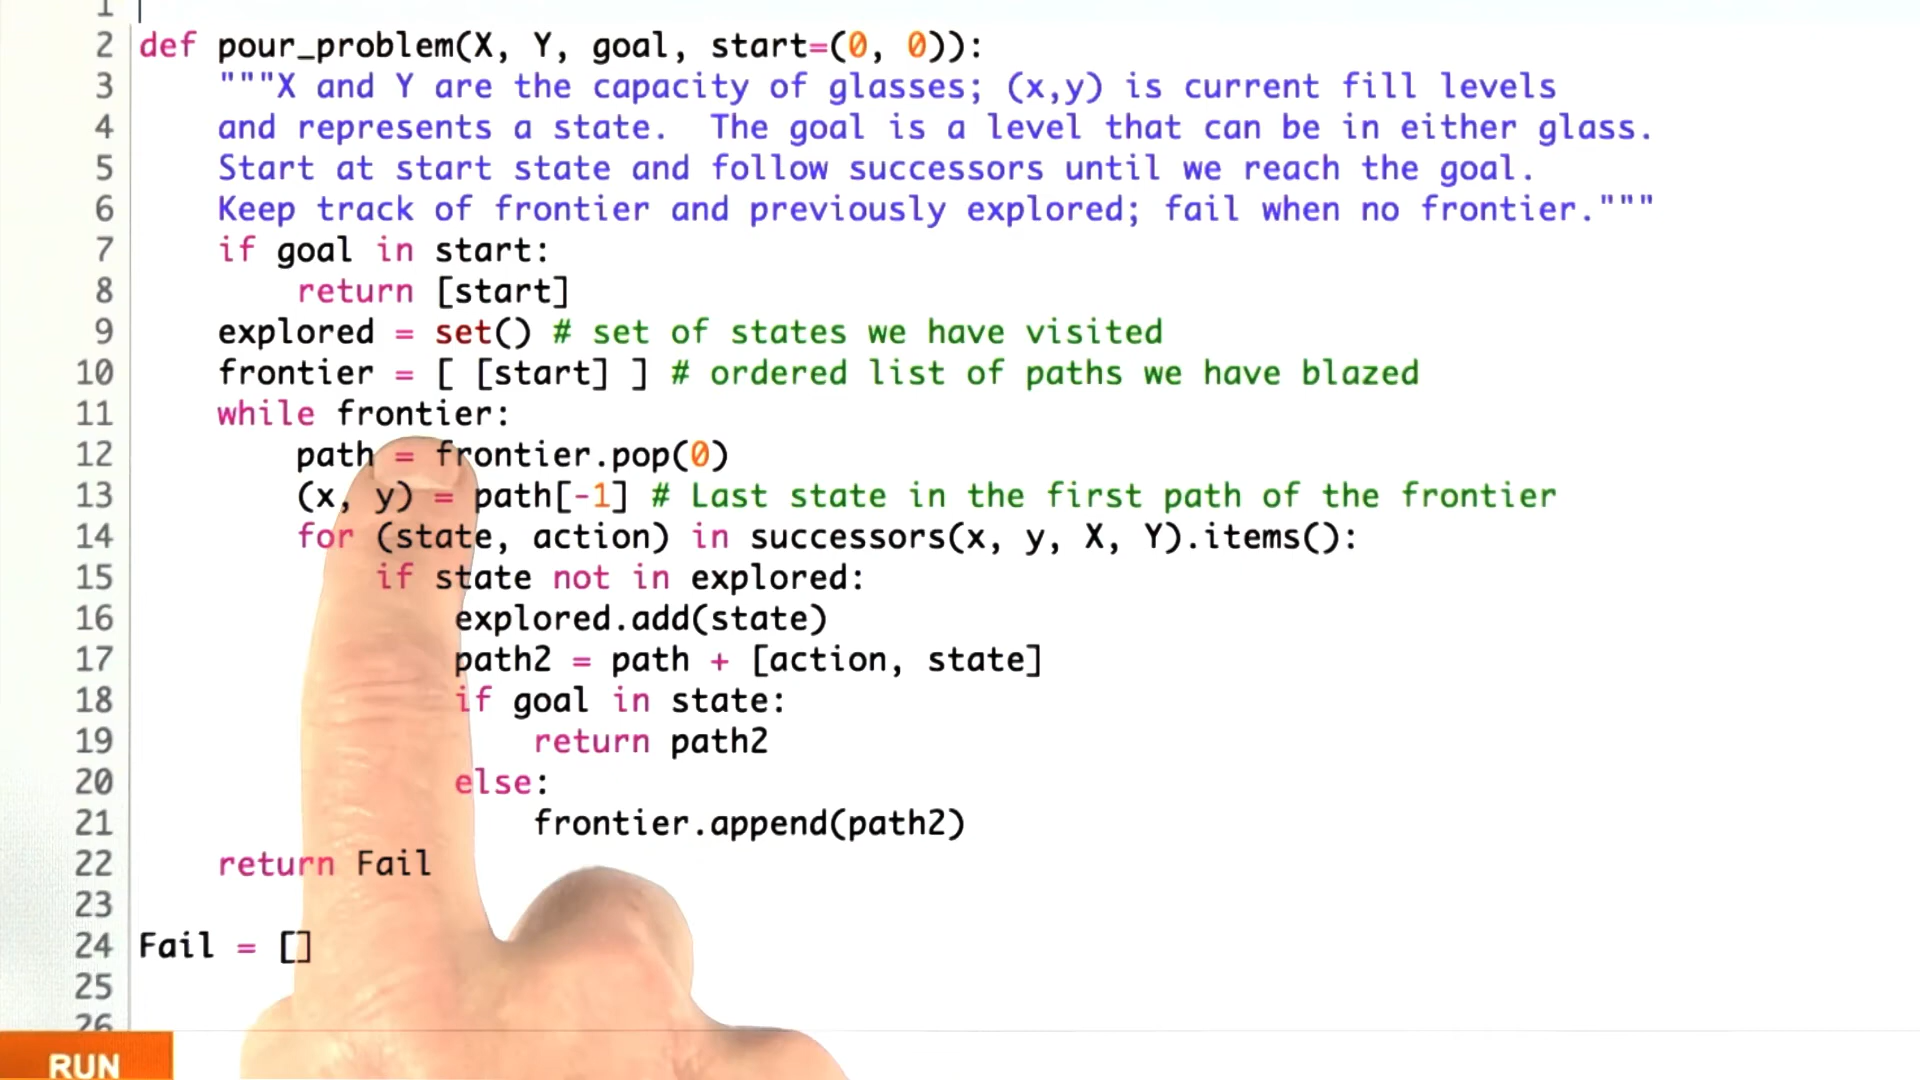 1
2 def pour_problem(X, Y, goal, start=(0, 0)):
3 """X and Y are the capacity of glasses; (x,y) is current fill levels
4 and represents a state. The goal is a level that can be in either glass.
5 Start at start state and follow successors until we reach the goal.
6 Keep track of frontier and previously explored; fail when no frontier."""
7 if goal in start:
8 return [start]
9 explored = set() # set of states we have visited
10 frontier = [ [start] ] # ordered list of paths we have blazed
11 while frontier:
12 path = frontier.pop(0)
13 (x, y) = path[-1] # Last state in the first path of the frontier
14 for (state, action) in successors(x, y, X, Y).items():
15 if state not in explored:
16 explored.add(state)
17 path2 = path + [action, state]
18 if goal in state:
19 return path2
20 else:
21 frontier.append(path2)
22 return Fail
23
24 Fail = []
25
26
RUN